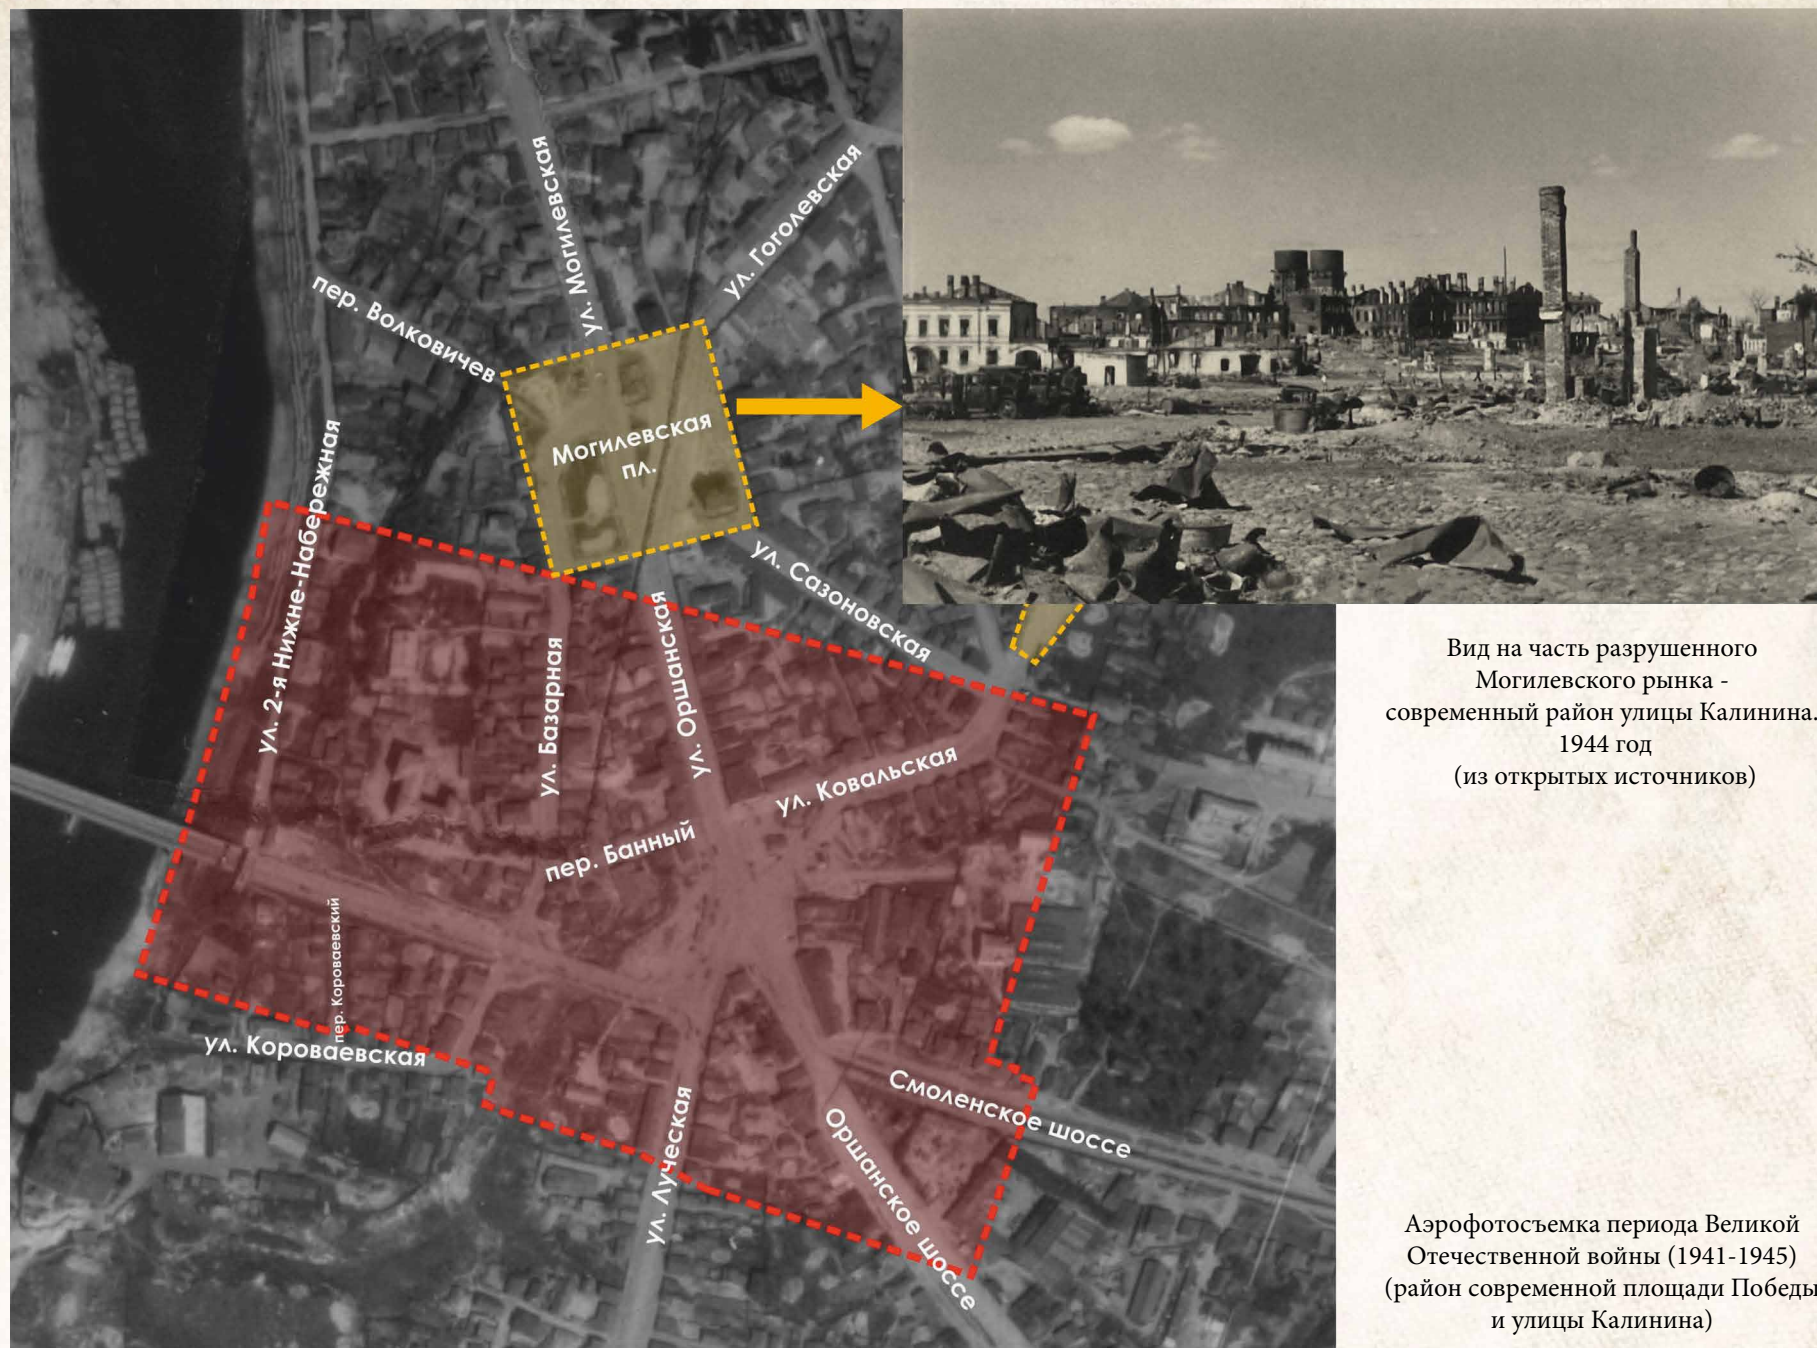 ул. Могилевская
ул. Гоголевская
пер. Волковичев
Могилевская
пл.
ул. 2-я Нижне-Набережная
ул. Сазоновская
ул. Базарная
ул. Оршанская
ул. Ковальская
пер. Банный
пер. Короваевский
ул. Короваевская
Смоленское шоссе
Оршанское шоссе
ул. Лучесская
Вид на часть разрушенного
Могилевского рынка -
современный район улицы Калинина.
1944 год
(из открытых источников)
Аэрофотосъемка периода Великой
Отечественной войны (1941-1945)
(район современной площади Победы
и улицы Калинина)